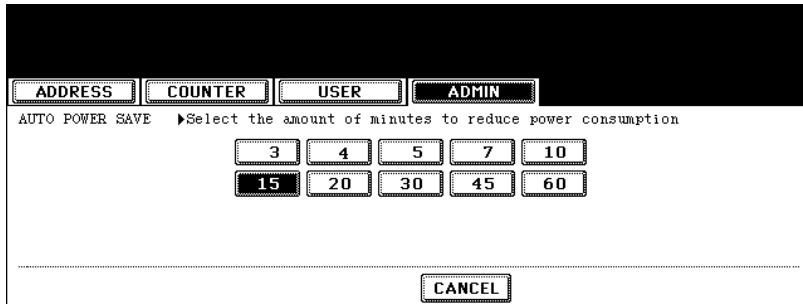 ADDRESS COUNTER USER ADMIN
AUTO POWER SAVE ▶Select the amount of minutes to reduce power consumption
3 4 5 7 10
15 20 30 45 60
CANCEL